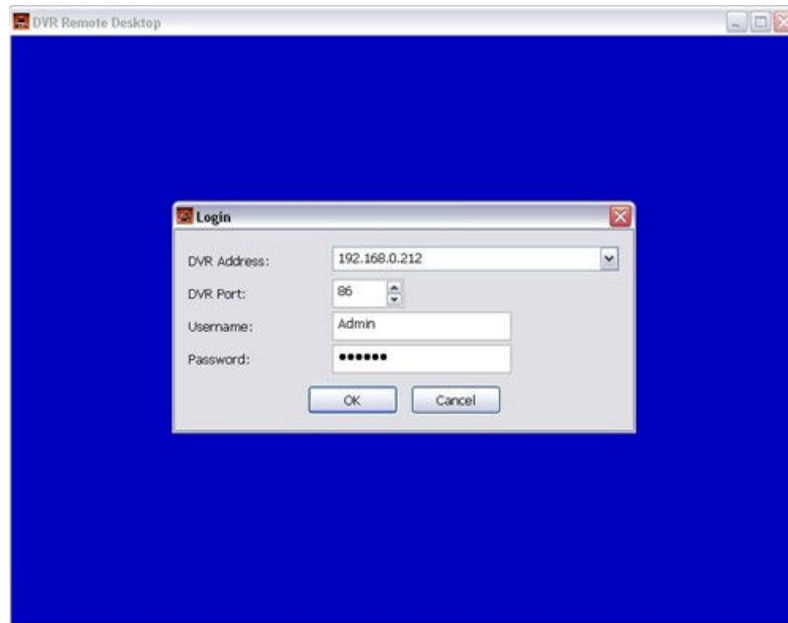 DVR Remote Desktop
Login
DVR Address: 192.168.0.212
DVR Port: 86
Username: Admin
Password: ●●●●●●
OK Cancel